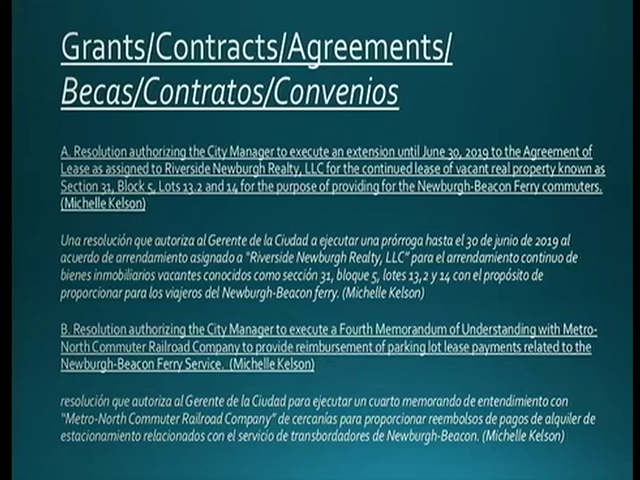 Grants/Contracts/Agreements/
Becas/Contratos/Convenios
A. Resolution authorizing the City Manager to execute an extension until June 30, 2019 to the Agreement of
Lease as assigned to Riverside Newburgh Realty, LLC for the continued lease of vacant real property known as
Section 31, Block 5, Lots 13.2 and 14 for the purpose of providing for the Newburgh-Beacon Ferry commuters.
(Michelle Kelson)
Una resolución que autoriza al Gerente de la Ciudad a ejecutar una prórroga hasta el 30 de junio de 2019 al
acuerdo de arrendamiento asignado a "Riverside Newburgh Realty, LLC" para el arrendamiento continuo de
bienes inmobiliarios vacantes conocidos como sección 31, bloque 5, lotes 13,2 y 14 con el propósito de
proporcionar para los viajeros del Newburgh-Beacon ferry. (Michelle Kelson)
B. Resolution authorizing the City Manager to execute a Fourth Memorandum of Understanding with Metro-
North Commuter Railroad Company to provide reimbursement of parking lot lease payments related to the
Newburgh-Beacon Ferry Service. (Michelle Kelson)
resolución que autoriza al Gerente de la Ciudad para ejecutar un cuarto memorando de entendimiento con
"Metro-North Commuter Railroad Company" de cercanías para proporcionar reembolsos de pagos de alquiler de
estacionamiento relacionados con el servicio de transbordadores de Newburgh-Beacon. (Michelle Kelson)